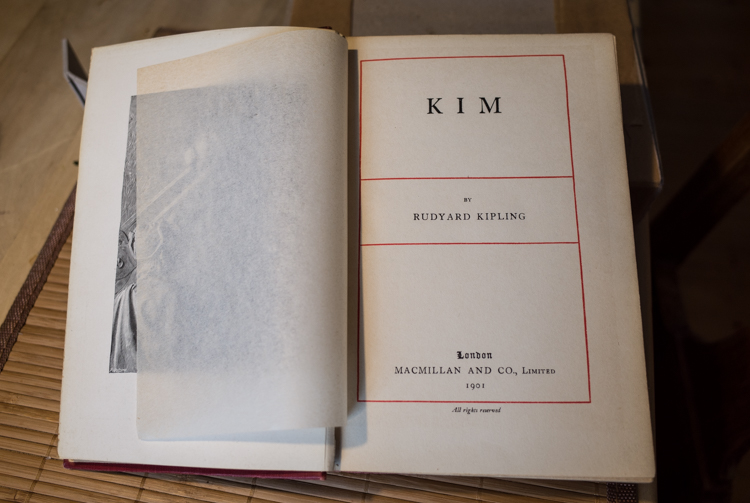 KIM
BY
RUDYARD KIPLING
London
MACMILLAN AND CO., LIMITED
1901
All rights reserved